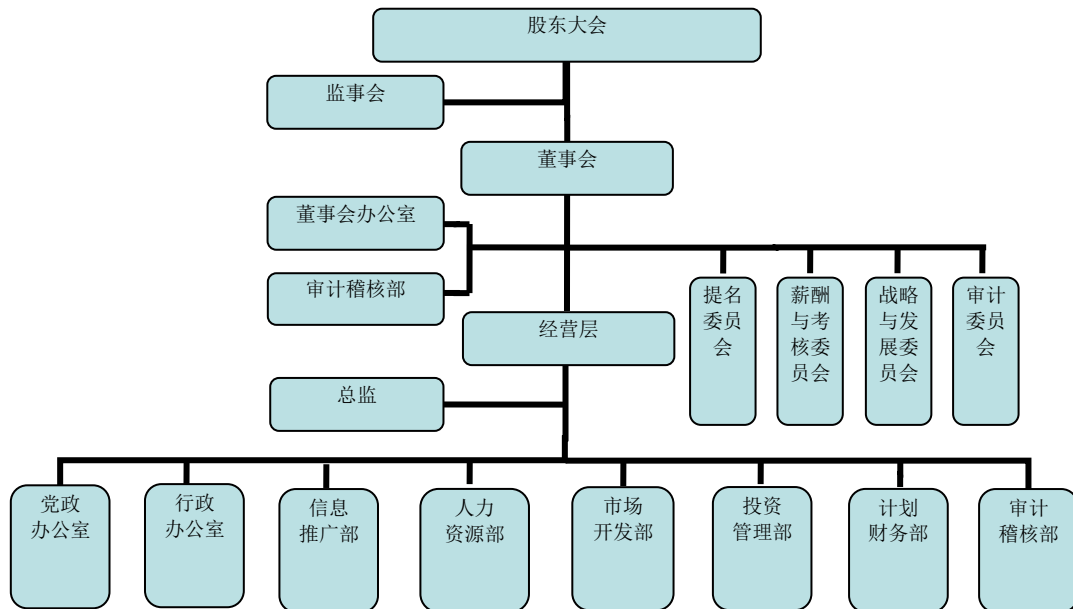 股东大会
监事会
董事会
董事会办公室
审计稽核部
提名
委员
会
薪酬
与考
核委
员会
战略
与发
展委
员会
审计
委员
会
经营层
总监
党政
办公室
行政
办公室
信息
推广部
人力
资源部
市场
开发部
投资
管理部
计划
财务部
审计
稽核部